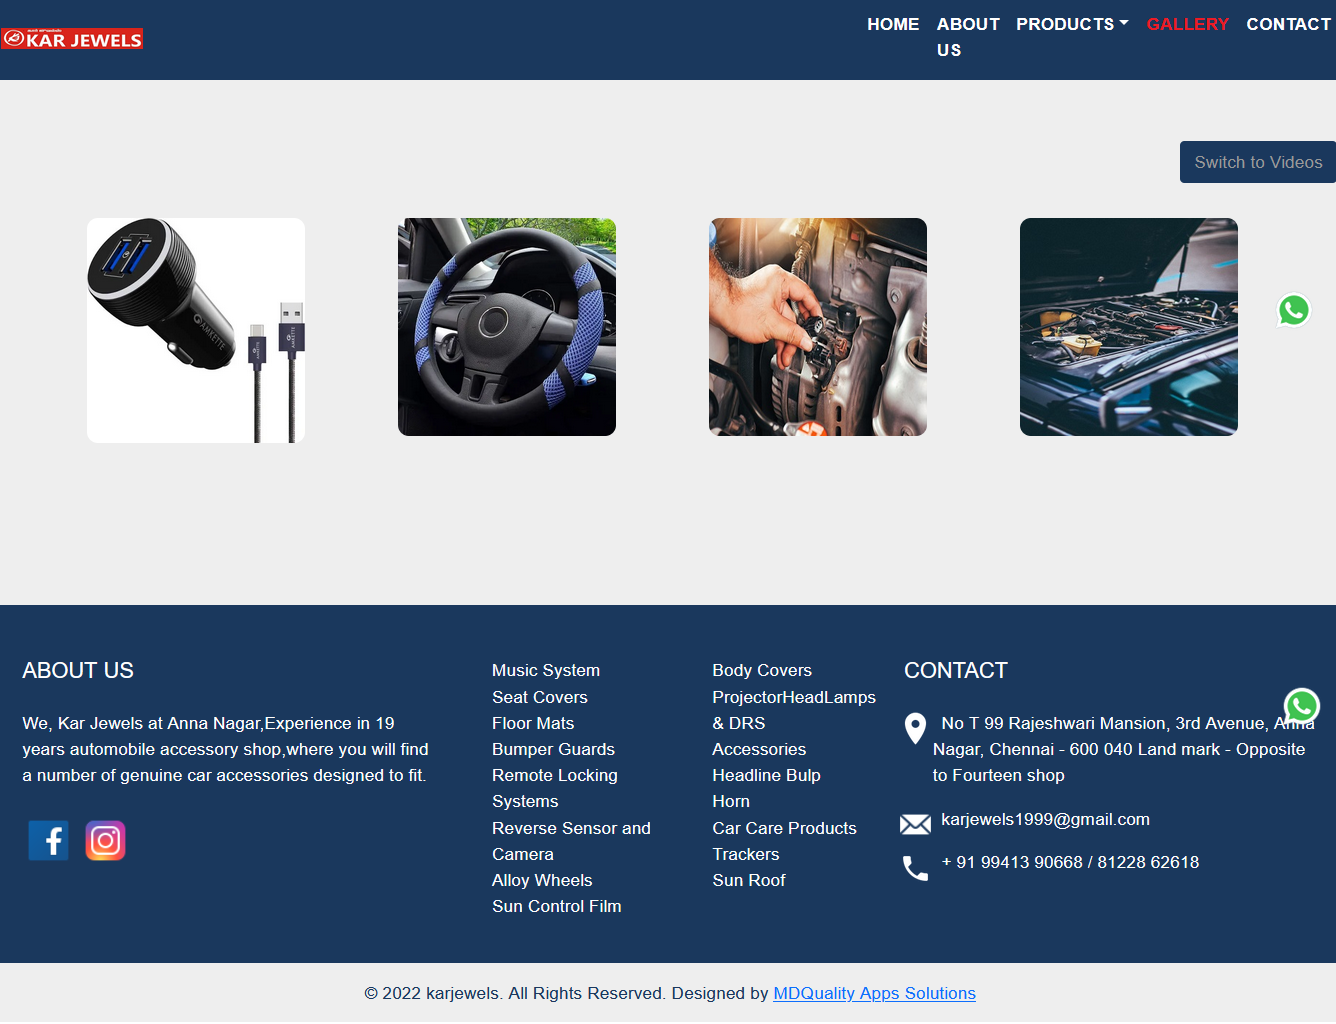 KAR JEWELS
HOME
ABOUT US
PRODUCTS
GALLERY
CONTACT
Switch to Videos
AMKETTE
ABOUT US
We, Kar Jewels at Anna Nagar,Experience in 19
years automobile accessory shop,where you will find
a number of genuine car accessories designed to fit.
Music System
Seat Covers
Floor Mats
Bumper Guards
Remote Locking
Systems
Reverse Sensor and
Camera
Alloy Wheels
Sun Control Film
Body Covers
ProjectorHeadLamps
& DRS
Accessories
Headline Bulp
Horn
Car Care Products
Trackers
Sun Roof
CONTACT
No T 99 Rajeshwari Mansion, 3rd Avenue, Anna
Nagar, Chennai - 600 040 Land mark - Opposite
to Fourteen shop
karjewels1999@gmail.com
+ 91 99413 90668 / 81228 62618
© 2022 karjewels. All Rights Reserved. Designed by MDQuality Apps Solutions